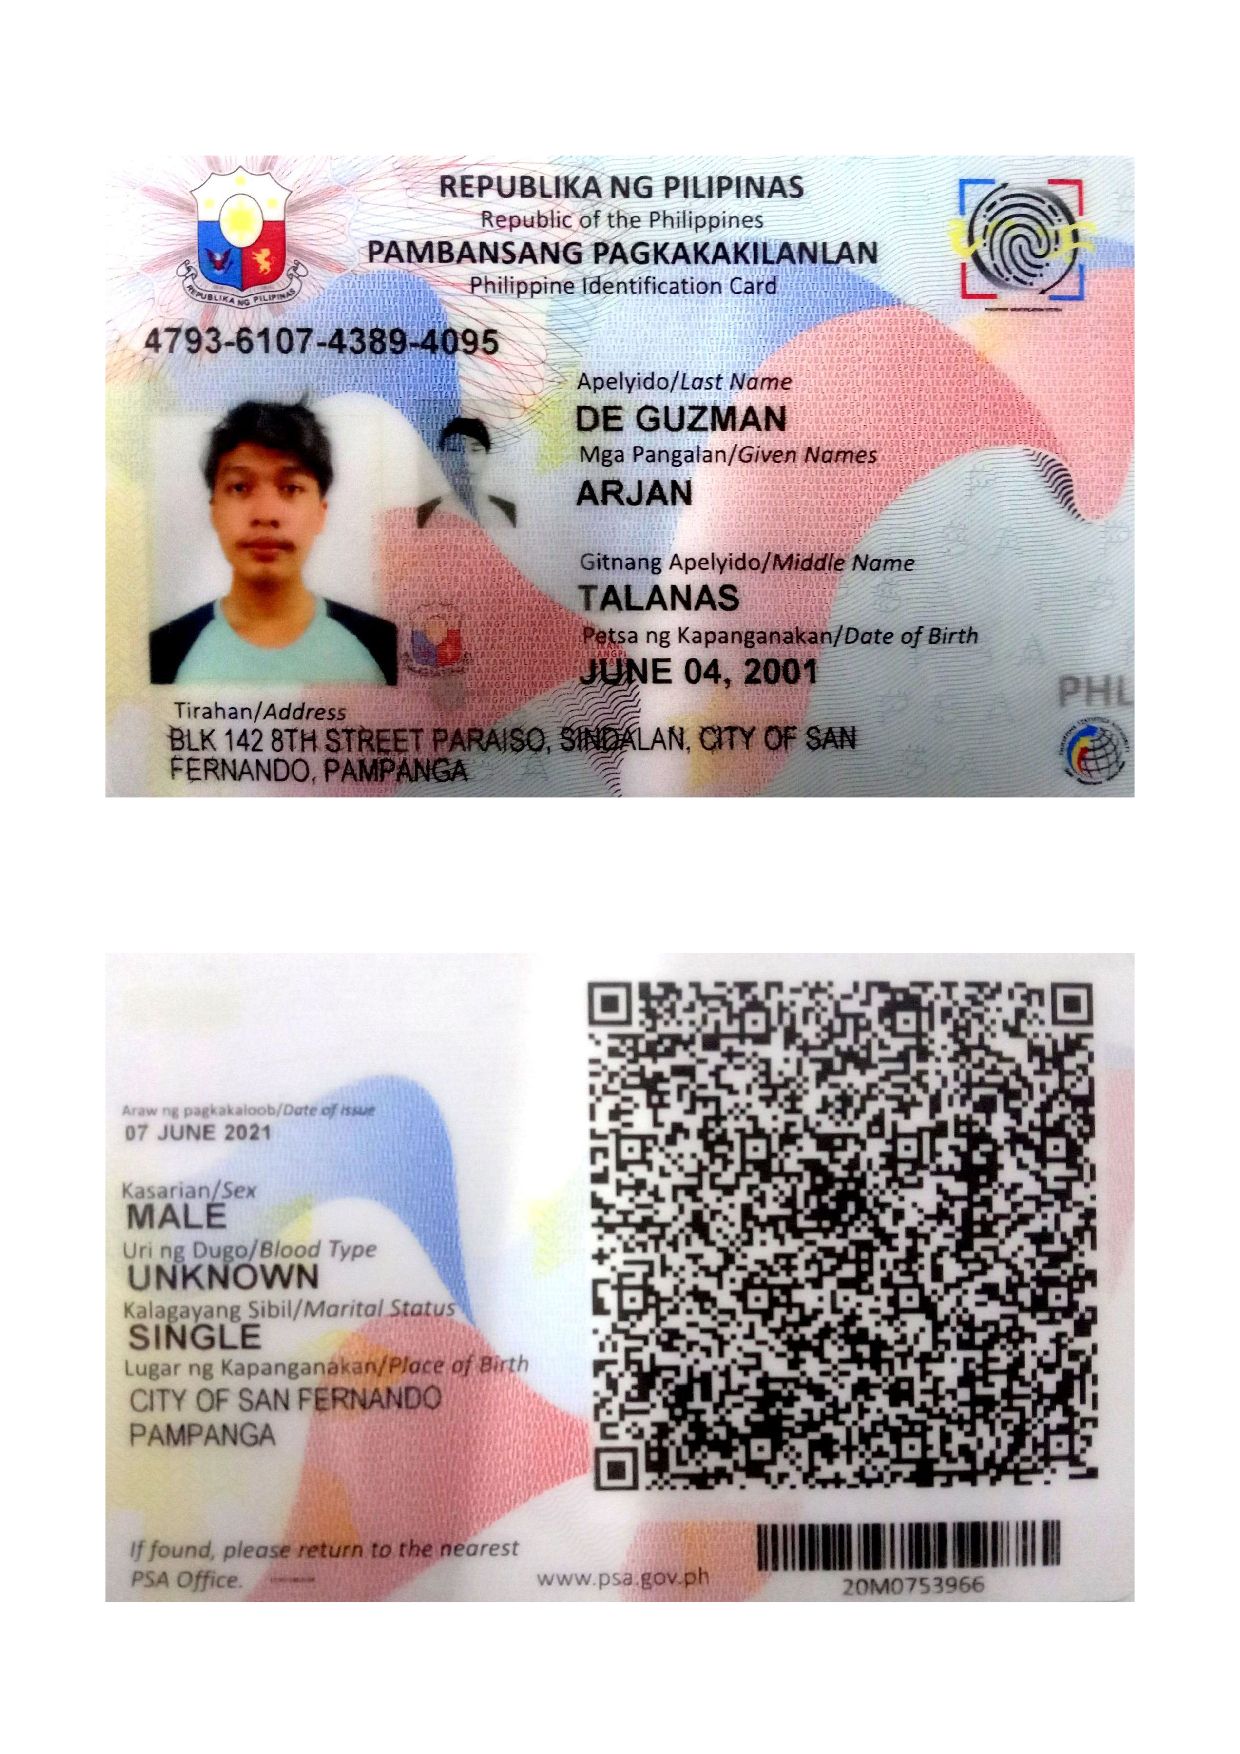 REPUBLIKA NG PILIPINAS
Republic of the Philippines
PAMBANSANG PAGKAKAKILANLAN
Philippine Identification Card
REPUBLIKA NG PILIPINAS
4793-6107-4389-4095
Apelyido/Last Name
DE GUZMAN
Mga Pangalan/Given Names
ARJAN
Gitnang Apelyido/Middle Name
TALANAS
Petsa ng Kapanganakan/Date of Birth
JUNE 04, 2001
PHL
Tirahan/Address
BLK 142 8TH STREET PARAISO, SINDALAN, CITY OF SAN
FERNANDO, PAMPANGA
Araw ng pagkakaloob/Date of issue
07 JUNE 2021
Kasarian/Sex
MALE
Uri ng Dugo/Blood Type
UNKNOWN
Kalagayang Sibil/Marital Status
SINGLE
Lugar ng Kapanganakan/Place of Birth
CITY OF SAN FERNANDO
PAMPANGA
If found, please return to the nearest
PSA Office.
www.psa.gov.ph
20M0753966